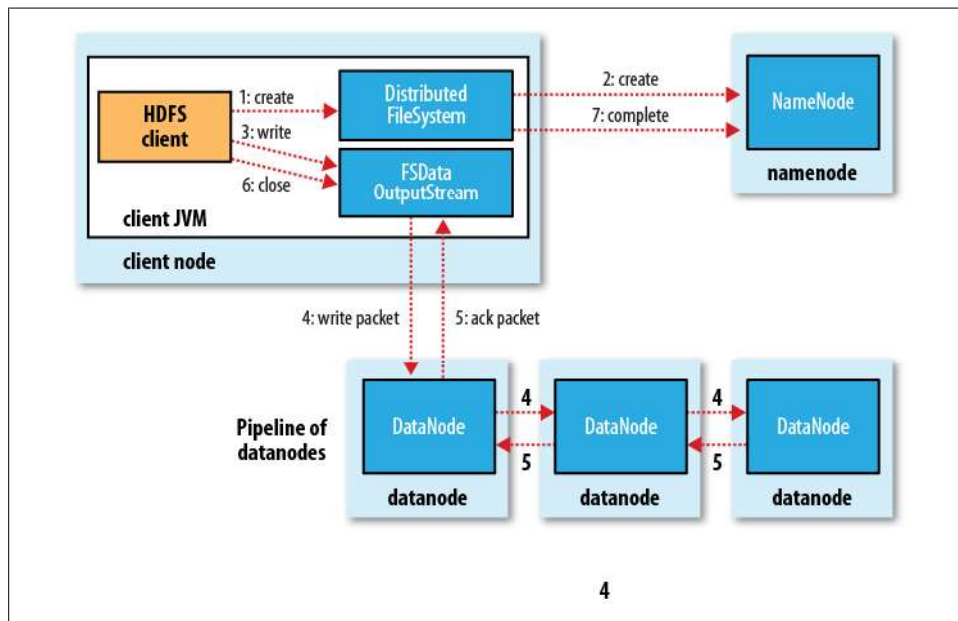 HDFS
client
1: create
3: write
6: close
Distributed
FileSystem
FSData
OutputStream
client JVM
client node
2: create
7: complete
NameNode
namenode
4: write packet
5: ack packet
Pipeline of
datanodes
DataNode
4
5
DataNode
4
5
DataNode
datanode
datanode
datanode
4